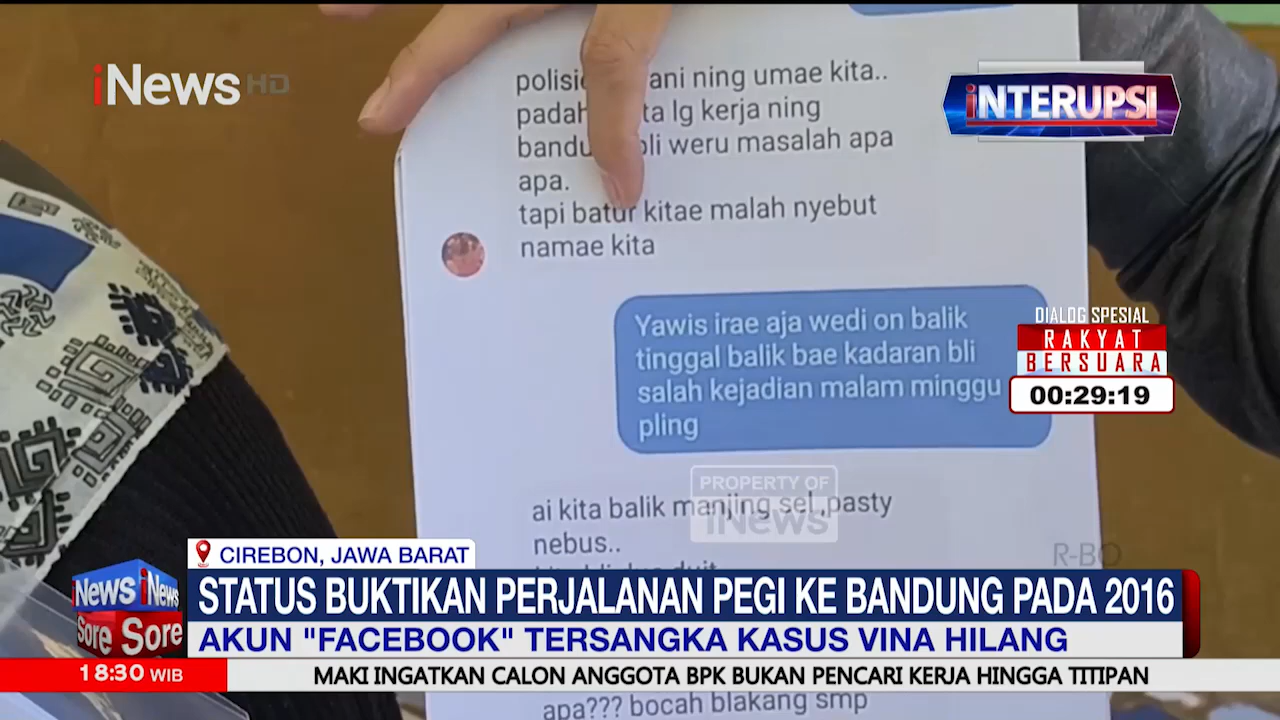 iNews HD
iNTERUPSI
polisi ani ning umae kita..
ta lg kerja ning
bli weru masalah apa
apa.
tapi batur kitae malah nyebut
namae kita
Yawis irae aja wedi on balik
tinggal balik bae kadaran bli
salah kejadian malam minggu
pling
DIALOG SPESIAL
RAKYAT
BERSUARA
00:29:19
PROPERTY OF
iNews
ai kita balik manjing sel,pasty
nebus..
R-BO
CIREBON, JAWA BARAT
iNews iNews
Sore Sore
STATUS BUKTIKAN PERJALANAN PEGI KE BANDUNG PADA 2016
AKUN "FACEBOOK" TERSANGKA KASUS VINA HILANG
18:30 WIB
MAKI INGATKAN CALON ANGGOTA BPK BUKAN PENCARI KERJA HINGGA TITIPAN
apa??? bocah blakang smp